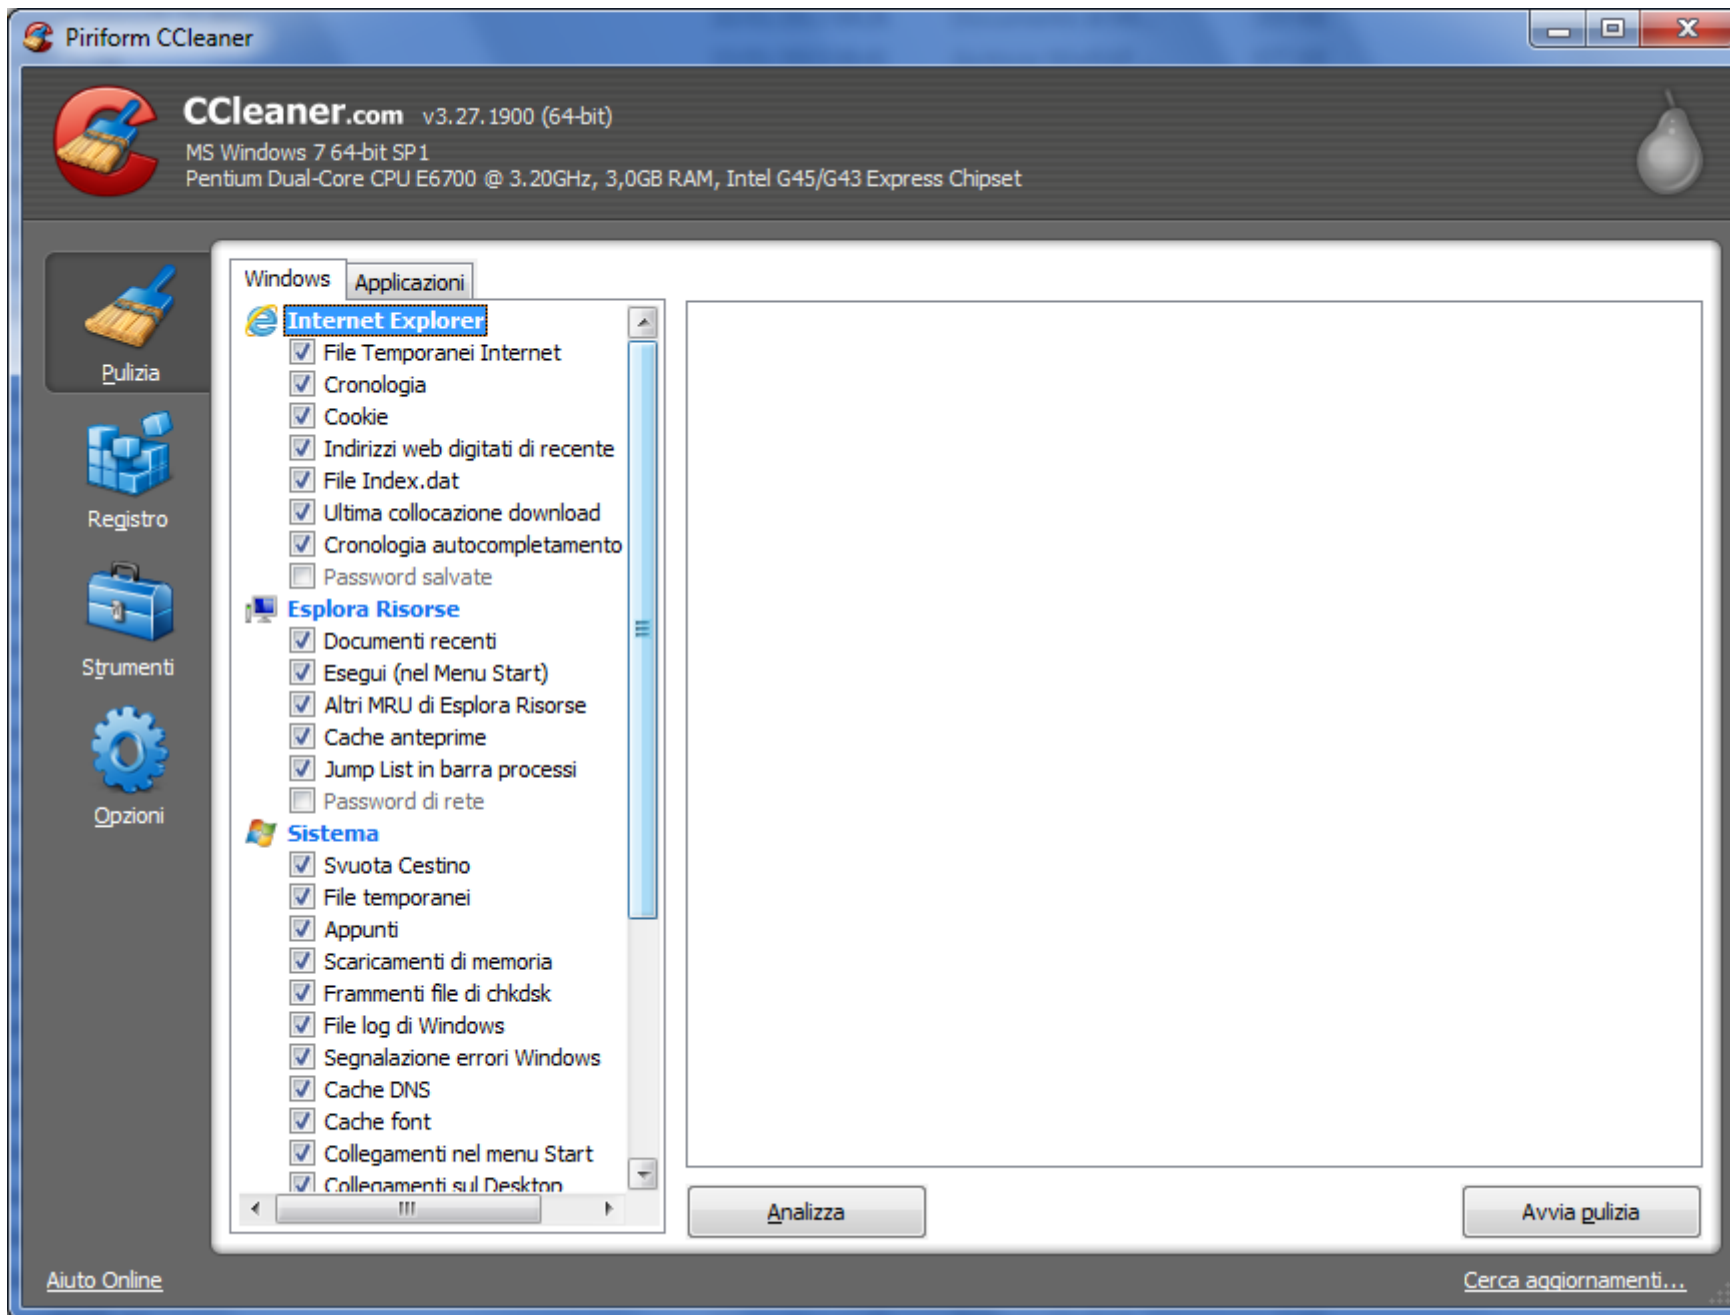 Piriform CCleaner
CCleaner.com v3.27.1900 (64-bit)
MS Windows 7 64-bit SP1
Pentium Dual-Core CPU E6700 @ 3.20GHz, 3,0GB RAM, Intel G45/G43 Express Chipset
Pulizia
Registro
Strumenti
Opzioni
Windows
Applicazioni
Internet Explorer
File Temporanei Internet
Cronologia
Cookie
Indirizzi web digitati di recente
File Index.dat
Ultima collocazione download
Cronologia autocompletamento
Password salvate
Esplora Risorse
Documenti recenti
Esegui (nel Menu Start)
Altri MRU di Esplora Risorse
Cache anteprime
Jump List in barra processi
Password di rete
Sistema
Svuota Cestino
File temporanei
Appunti
Scaricamenti di memoria
Frammenti file di chkdsk
File log di Windows
Segnalazione errori Windows
Cache DNS
Cache font
Collegamenti nel menu Start
Collegamenti sul Desktop
Analizza
Avvia pulizia
Aiuto Online
Cerca aggiornamenti...